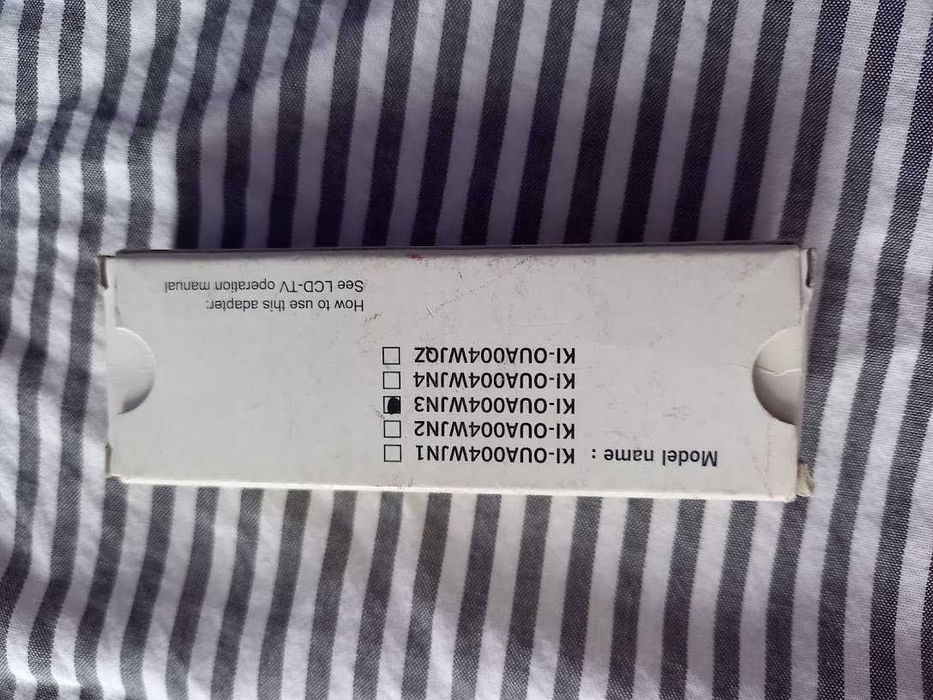 Model name : KI-OUA004WJN1 □
KI-OUA004WJN2 □
KI-OUA004WJN3 ■
KI-OUA004WJN4 □
KI-OUA004WJQZ □
How to use this adapter:
See LCD-TV operation manual